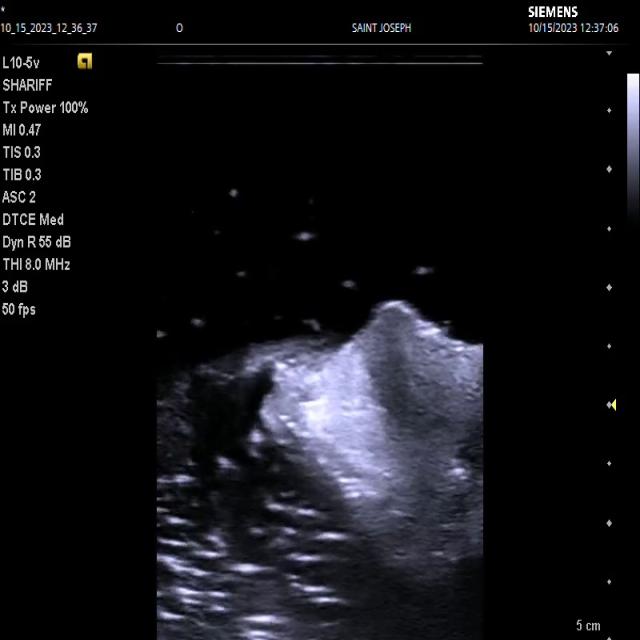 *
SIEMENS
10_15_2023_12_36_37 O SAINT JOSEPH 10/15/2023 12:37:06
L10-5v
SHARIFF
Tx Power 100%
MI 0.47
TIS 0.3
TIB 0.3
ASC 2
DTCE Med
Dyn R 55 dB
THI 8.0 MHz
3 dB
50 fps
5 cm